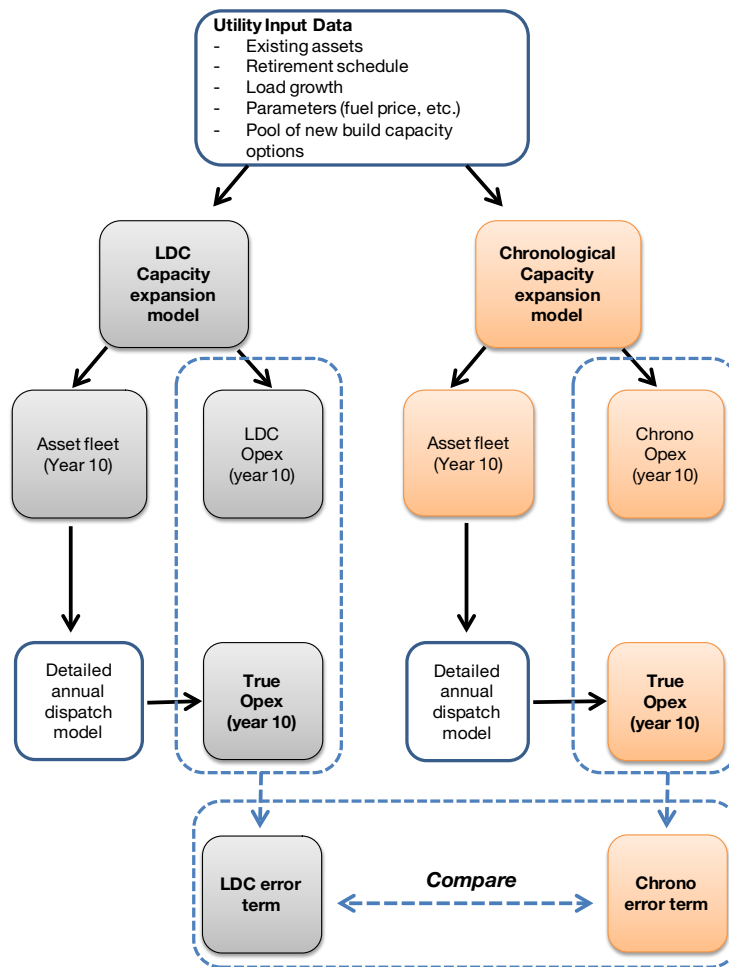 Utility Input Data
- Existing assets
- Retirement schedule
- Load growth
- Parameters (fuel price, etc.)
- Pool of new build capacity
options
LDC
Capacity
expansion
model
Chronological
Capacity
expansion
model
Asset fleet
(Year 10)
LDC
Opex
(year 10)
Asset fleet
(Year 10)
Chrono
Opex
(year 10)
Detailed
annual
dispatch
model
True
Opex
(year 10)
Detailed
annual
dispatch
model
True
Opex
(year 10)
LDC error
term
Compare
Chrono
error term